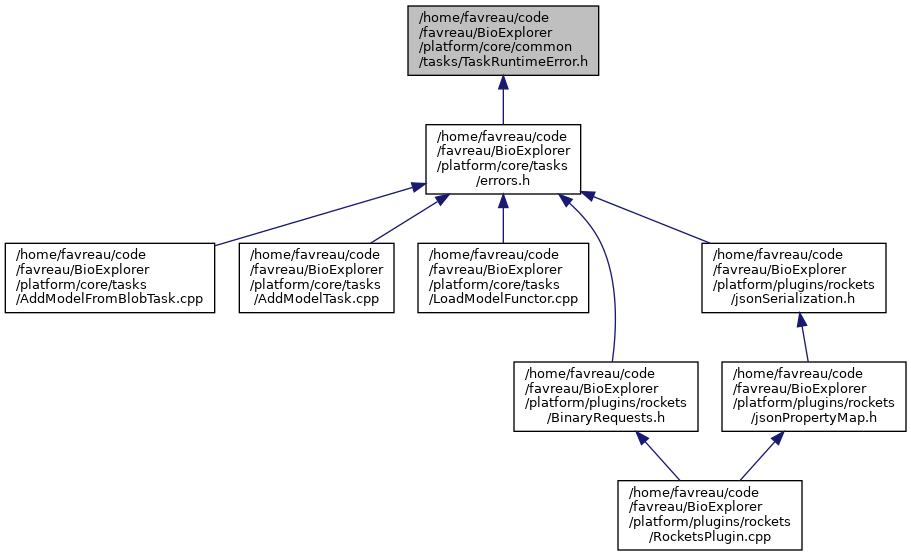 /home/favreau/code
/favreau/BioExplorer
/platform/core/common
/tasks/TaskRuntimeError.h
/home/favreau/code
/favreau/BioExplorer
/platform/core/tasks
/errors.h
/home/favreau/code
/favreau/BioExplorer
/platform/core/tasks
/AddModelFromBlobTask.cpp
/home/favreau/code
/favreau/BioExplorer
/platform/core/tasks
/AddModelTask.cpp
/home/favreau/code
/favreau/BioExplorer
/platform/core/tasks
/LoadModelFunctor.cpp
/home/favreau/code
/favreau/BioExplorer
/platform/plugins/rockets
/jsonSerialization.h
/home/favreau/code
/favreau/BioExplorer
/platform/plugins/rockets
/BinaryRequests.h
/home/favreau/code
/favreau/BioExplorer
/platform/plugins/rockets
/jsonPropertyMap.h
/home/favreau/code
/favreau/BioExplorer
/platform/plugins/rockets
/RocketsPlugin.cpp